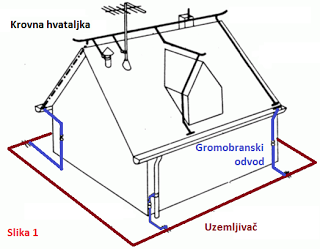 Krovna hvataljka
Gromobranski
odvod
Uzemljivač
Slika 1